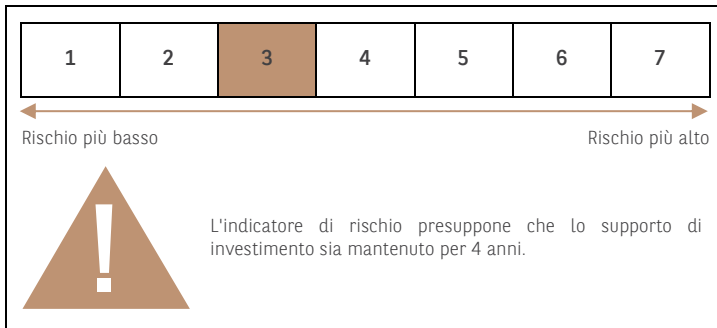 1 2 3 4 5 6 7
Rischio più basso Rischio più alto
!
L'indicatore di rischio presuppone che lo supporto di
investimento sia mantenuto per 4 anni.